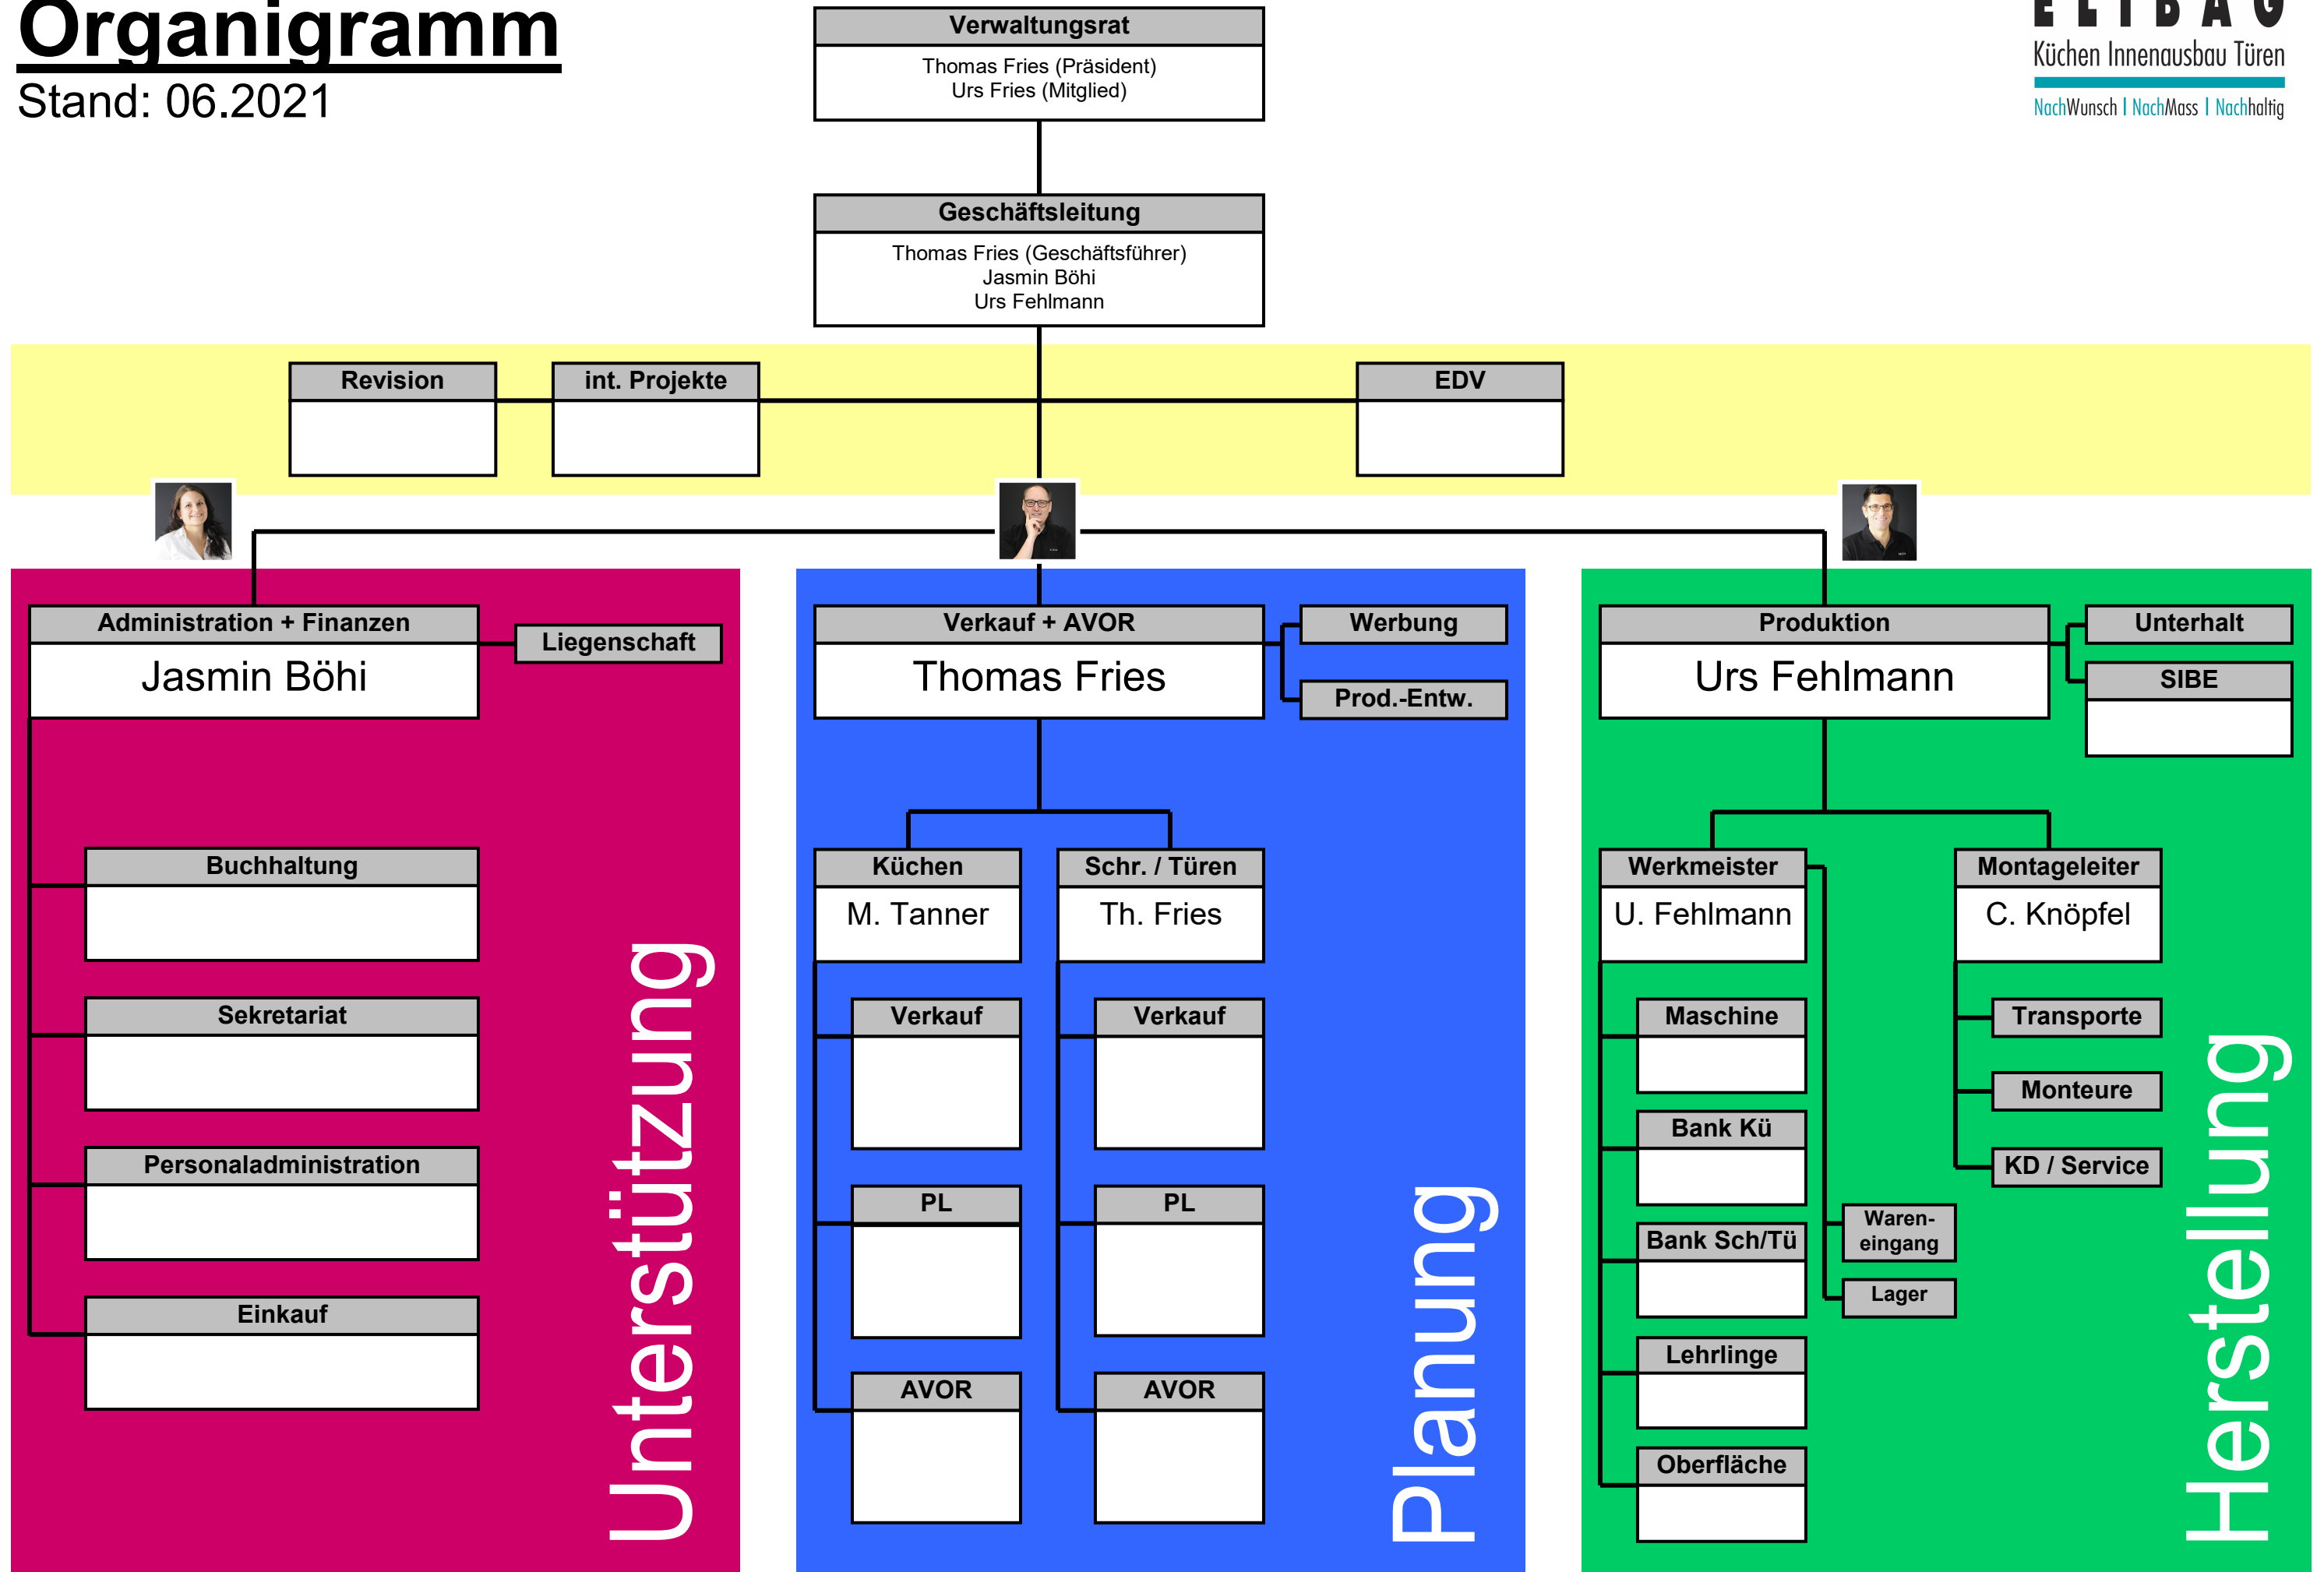 Organigramm
Stand: 06.2021
ELIBAG
Küchen Innenausbau Türen
NachWunsch | NachMass | Nachhaltig
Verwaltungsrat
Thomas Fries (Präsident)
Urs Fries (Mitglied)
Geschäftsleitung
Thomas Fries (Geschäftsführer)
Jasmin Böhi
Urs Fehlmann
Revision
int. Projekte
EDV
Administration + Finanzen
Jasmin Böhi
Liegenschaft
Buchhaltung
Sekretariat
Personaladministration
Einkauf
Unterstützung
Verkauf + AVOR
Thomas Fries
Werbung
Prod.-Entw.
Küchen
M. Tanner
Verkauf
PL
AVOR
Schr. / Türen
Th. Fries
Verkauf
PL
AVOR
Planung
Produktion
Urs Fehlmann
Unterhalt
SIBE
Werkmeister
U. Fehlmann
Maschine
Bank Kü
Bank Sch/Tü
Lehrlinge
Oberfläche
Waren-
eingang
Lager
Montageleiter
C. Knöpfel
Transporte
Monteure
KD / Service
Herstellung